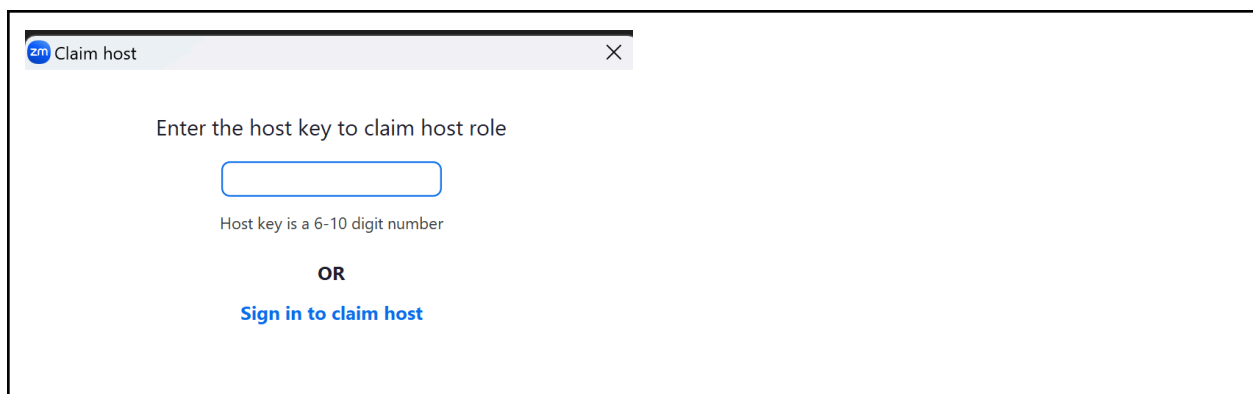 zm Claim host
Enter the host key to claim host role
Host key is a 6-10 digit number
OR
Sign in to claim host